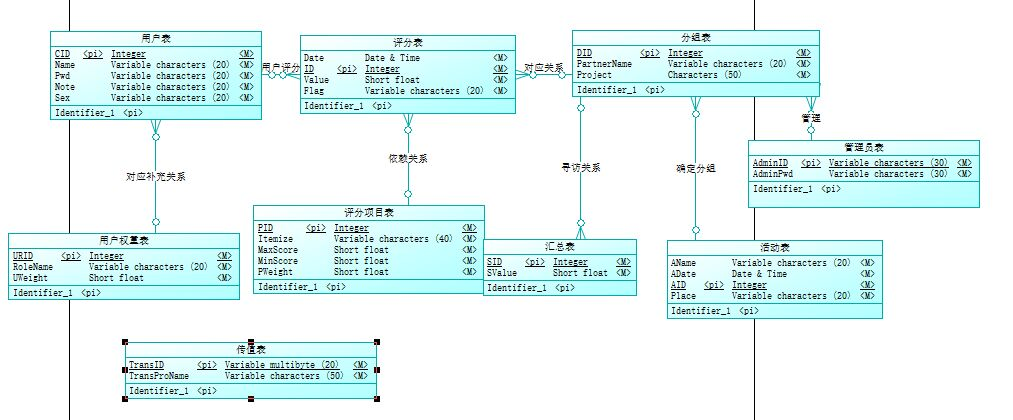 用户表
CID <pi> Integer <M>
Name Variable characters (20) <M>
Pwd Variable characters (20) <M>
Note Variable characters (20) <M>
Sex Variable characters (20) <M>
Identifier_1 <pi>
用户评分
评分表
Date Date & Time <M>
ID <pi> Integer <M>
Value Short float <M>
Flag Variable characters (20) <M>
Identifier_1 <pi>
对应关系
分组表
DID <pi> Integer <M>
PartnerName Variable characters (20) <M>
Project Characters (50) <M>
Identifier_1 <pi>
管理
管理员表
AdminID <pi> Variable characters (30) <M>
AdminPwd Variable characters (30) <M>
Identifier_1 <pi>
对应补充关系
依赖关系
寻访关系
确定分组
用户权重表
URID <pi> Integer <M>
RoleName Variable characters (20) <M>
UWeight Short float <M>
Identifier_1 <pi>
评分项目表
PID <pi> Integer <M>
Itemize Variable characters (40) <M>
MaxScore Short float <M>
MinScore Short float <M>
PWeight Short float <M>
Identifier_1 <pi>
汇总表
SID <pi> Integer <M>
SValue Short float <M>
Identifier_1 <pi>
活动表
AName Variable characters (20) <M>
ADate Date & Time <M>
AID <pi> Integer <M>
Place Variable characters (20) <M>
Identifier_1 <pi>
传值表
TransID <pi> Variable multibyte (20) <M>
TransProName Variable characters (50) <M>
Identifier_1 <pi>